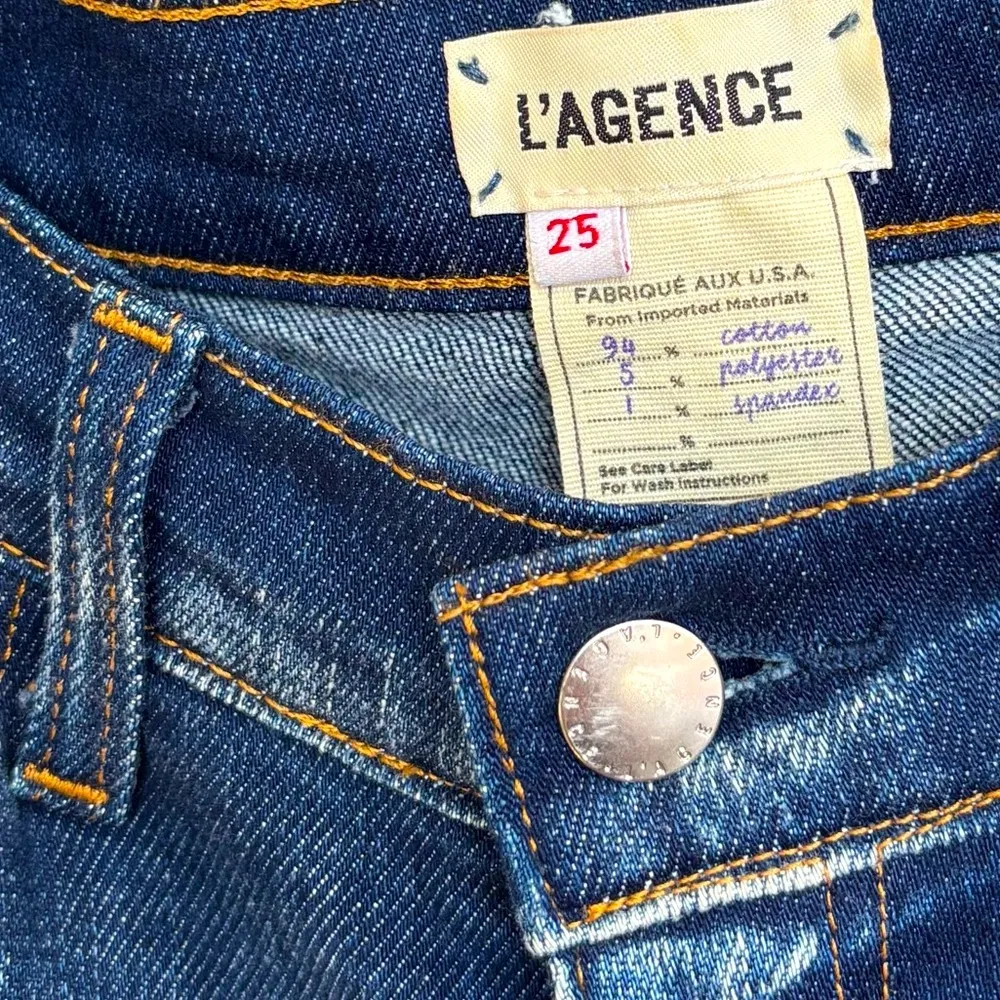 L'AGENCE
25
FABRIQUÉ AUX U.S.A.
From Imported Materials
94 % cotton
5 % polyester
1 % spandex
%
See Care Label
For Wash Instructions